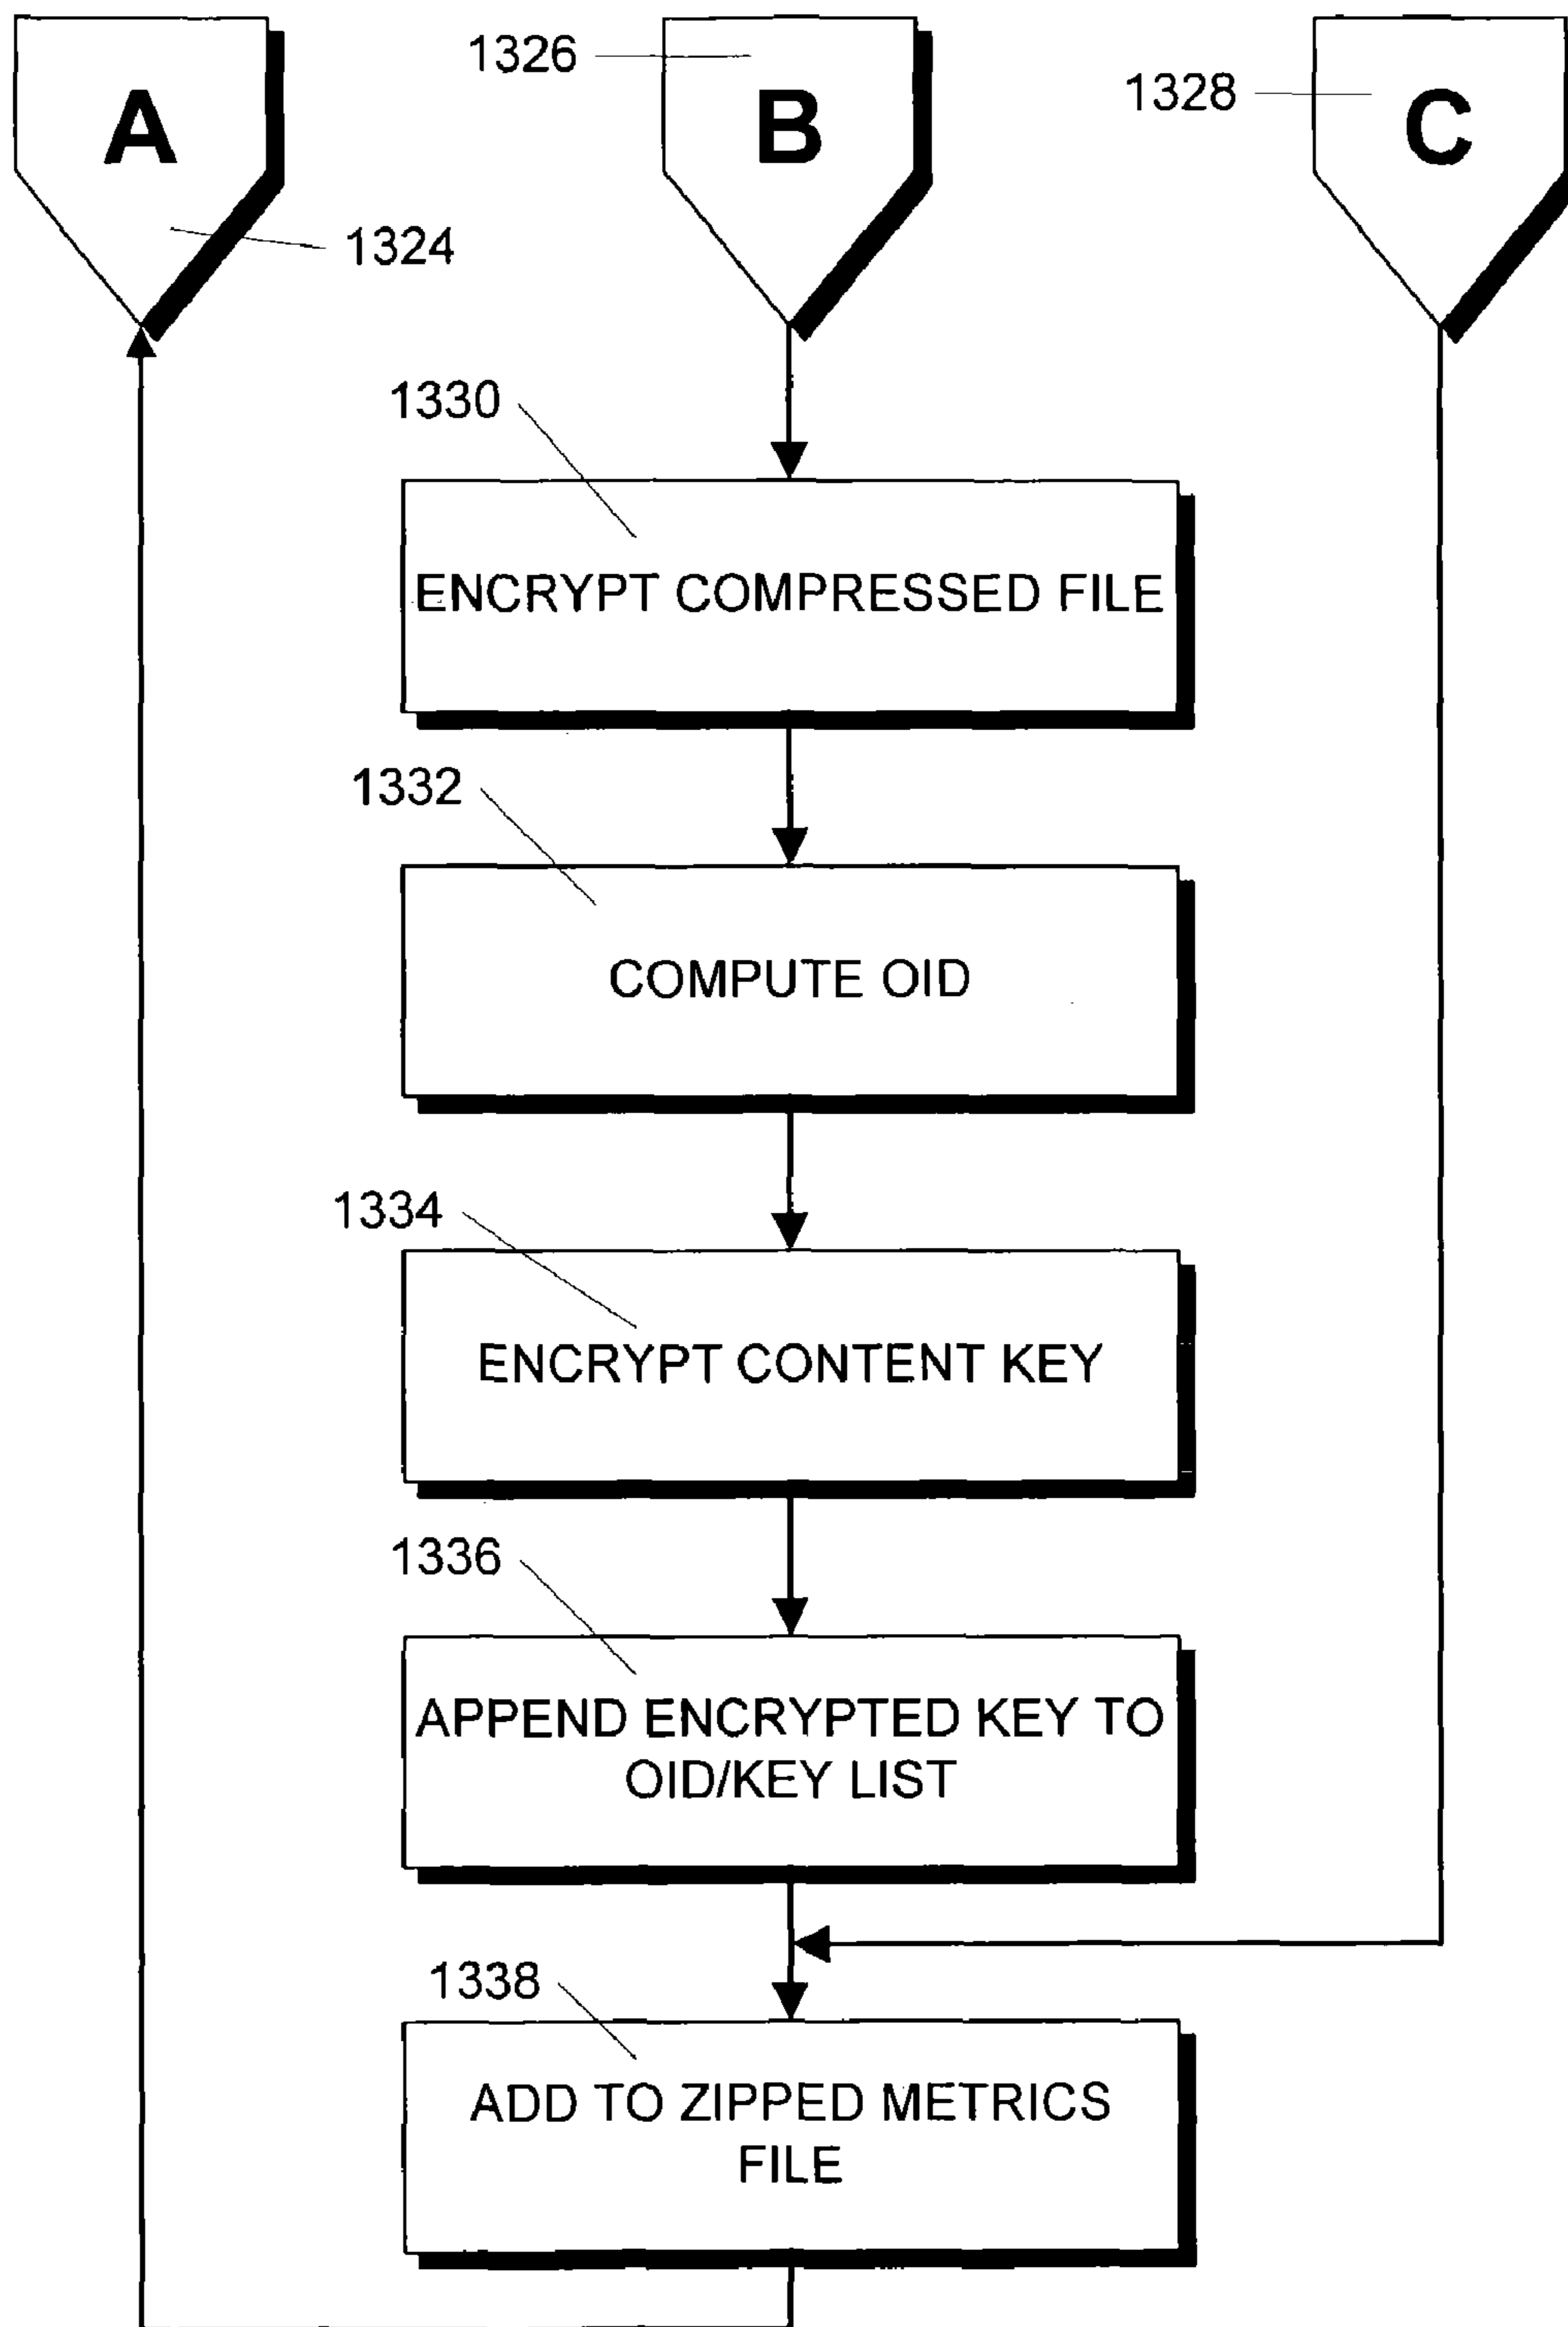 1326
1328
A
B
C
1324
1330
ENCRYPT COMPRESSED FILE
1332
COMPUTE OID
1334
ENCRYPT CONTENT KEY
1336
APPEND ENCRYPTED KEY TO
OID/KEY LIST
1338
ADD TO ZIPPED METRICS
FILE